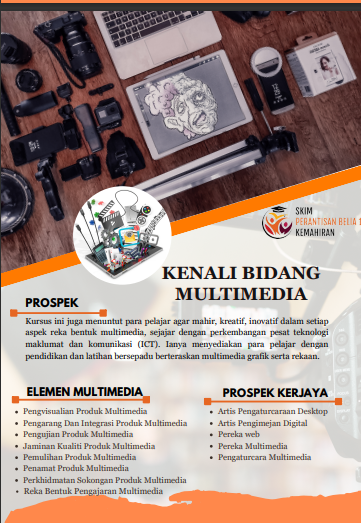 SKIM
PERANTISAN BELIA 1
KEMAHIRAN
KENALI BIDANG
MULTIMEDIA
PROSPEK
Kursus ini juga menuntut para pelajar agar mahir, kreatif, inovatif dalam setiap
aspek reka bentuk multimedia, sejajar dengan perkembangan pesat teknologi
maklumat dan komunikasi (ICT). Ianya menyediakan para pelajar dengan
pendidikan dan latihan bersepadu berteraskan multimedia grafik serta rekaan.
ELEMEN MULTIMEDIA
Pengvisualian Produk Multimedia
Pengarang Dan Integrasi Produk Multimedia
Pengujian Produk Multimedia
Jaminan Kualiti Produk Multimedia
Pemulihan Produk Multimedia
Penamat Produk Multimedia
Perkhidmatan Sokongan Produk Multimedia
Reka Bentuk Pengajaran Multimedia
PROSPEK KERJAYA
Artis Pengaturcaraan Desktop
Artis Pengimejan Digital
Pereka web
Pereka Multimedia
Pengaturcara Multimedia